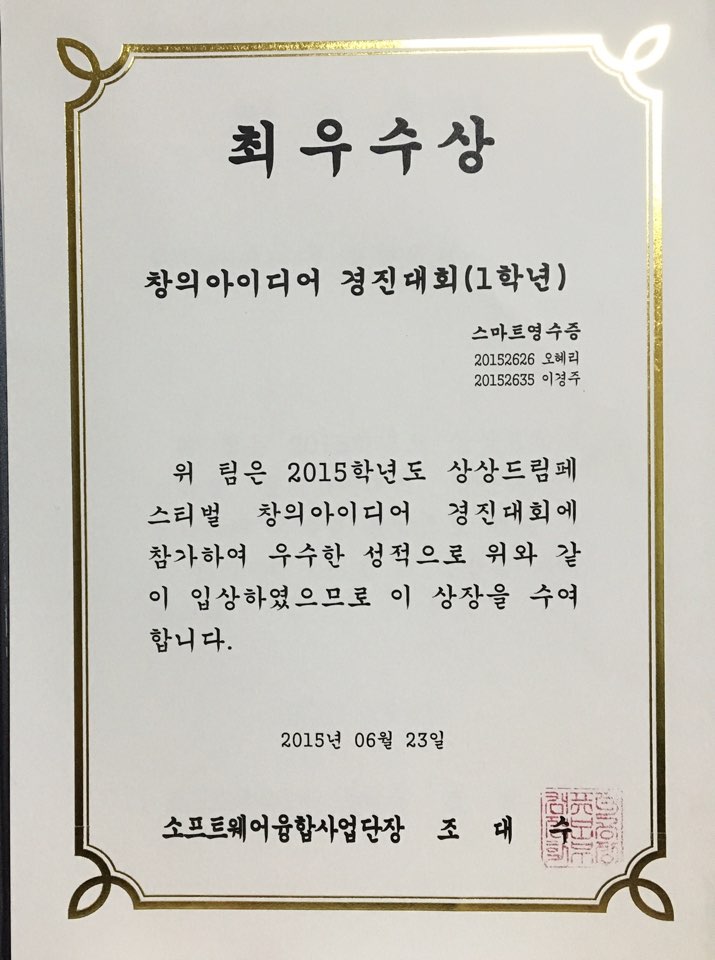 최우수상
창의아이디어 경진대회(1학년)
스마트영수증
20152626 오혜리
20152635 이경주
위 팀은 2015학년도 상상드림페
스티벌 창의아이디어 경진대회에
참가하여 우수한 성적으로 위와 같
이 입상하였으므로 이 상장을 수여
합니다.
2015년 06월 23일
소프트웨어융합사업단장 조 대 수